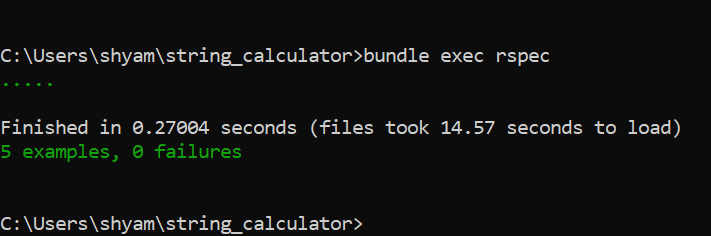 C:\Users\shyam\string_calculator>bundle exec rspec
.....
Finished in 0.27004 seconds (files took 14.57 seconds to load)
5 examples, 0 failures
C:\Users\shyam\string_calculator>